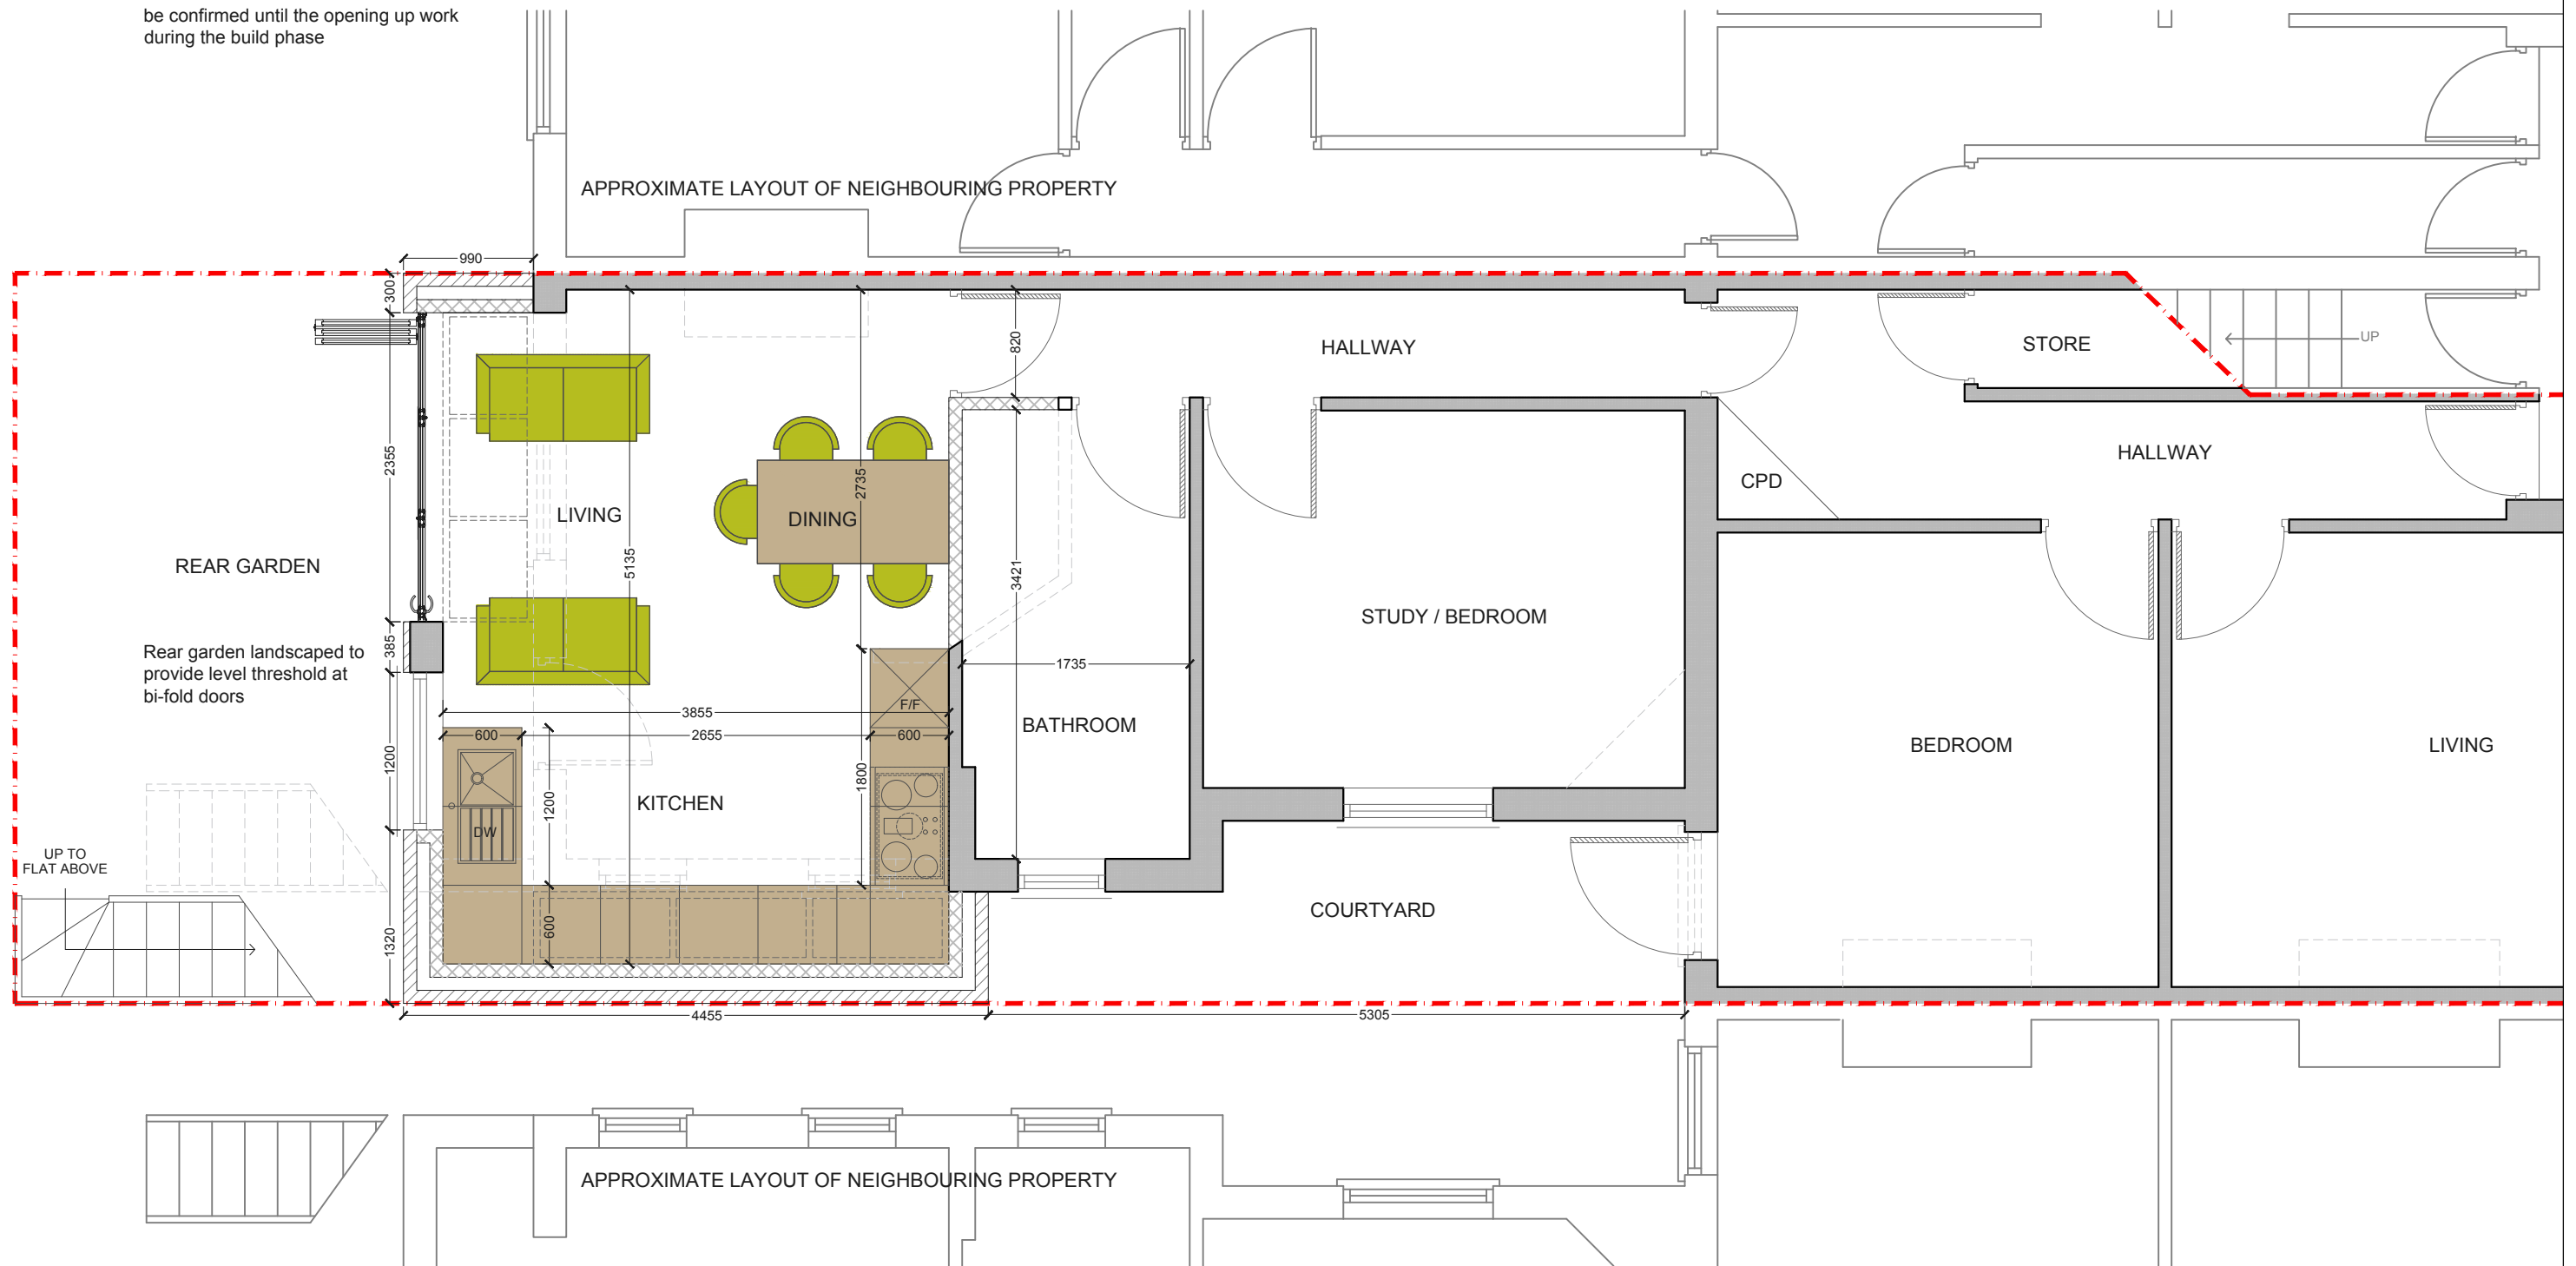 be confirmed until the opening up work
during the build phase
APPROXIMATE LAYOUT OF NEIGHBOURING PROPERTY
990
300
820
HALLWAY
STORE
UP
2355
2735
HALLWAY
CPD
LIVING
DINING
5135
3421
REAR GARDEN
STUDY / BEDROOM
385
Rear garden landscaped to
provide level threshold at
bi-fold doors
1735
F/F
3855
BATHROOM
600
2655
600
BEDROOM
LIVING
1200
1200
1800
KITCHEN
DW
UP TO
FLAT ABOVE
COURTYARD
1320
600
4455
5305
APPROXIMATE LAYOUT OF NEIGHBOURING PROPERTY